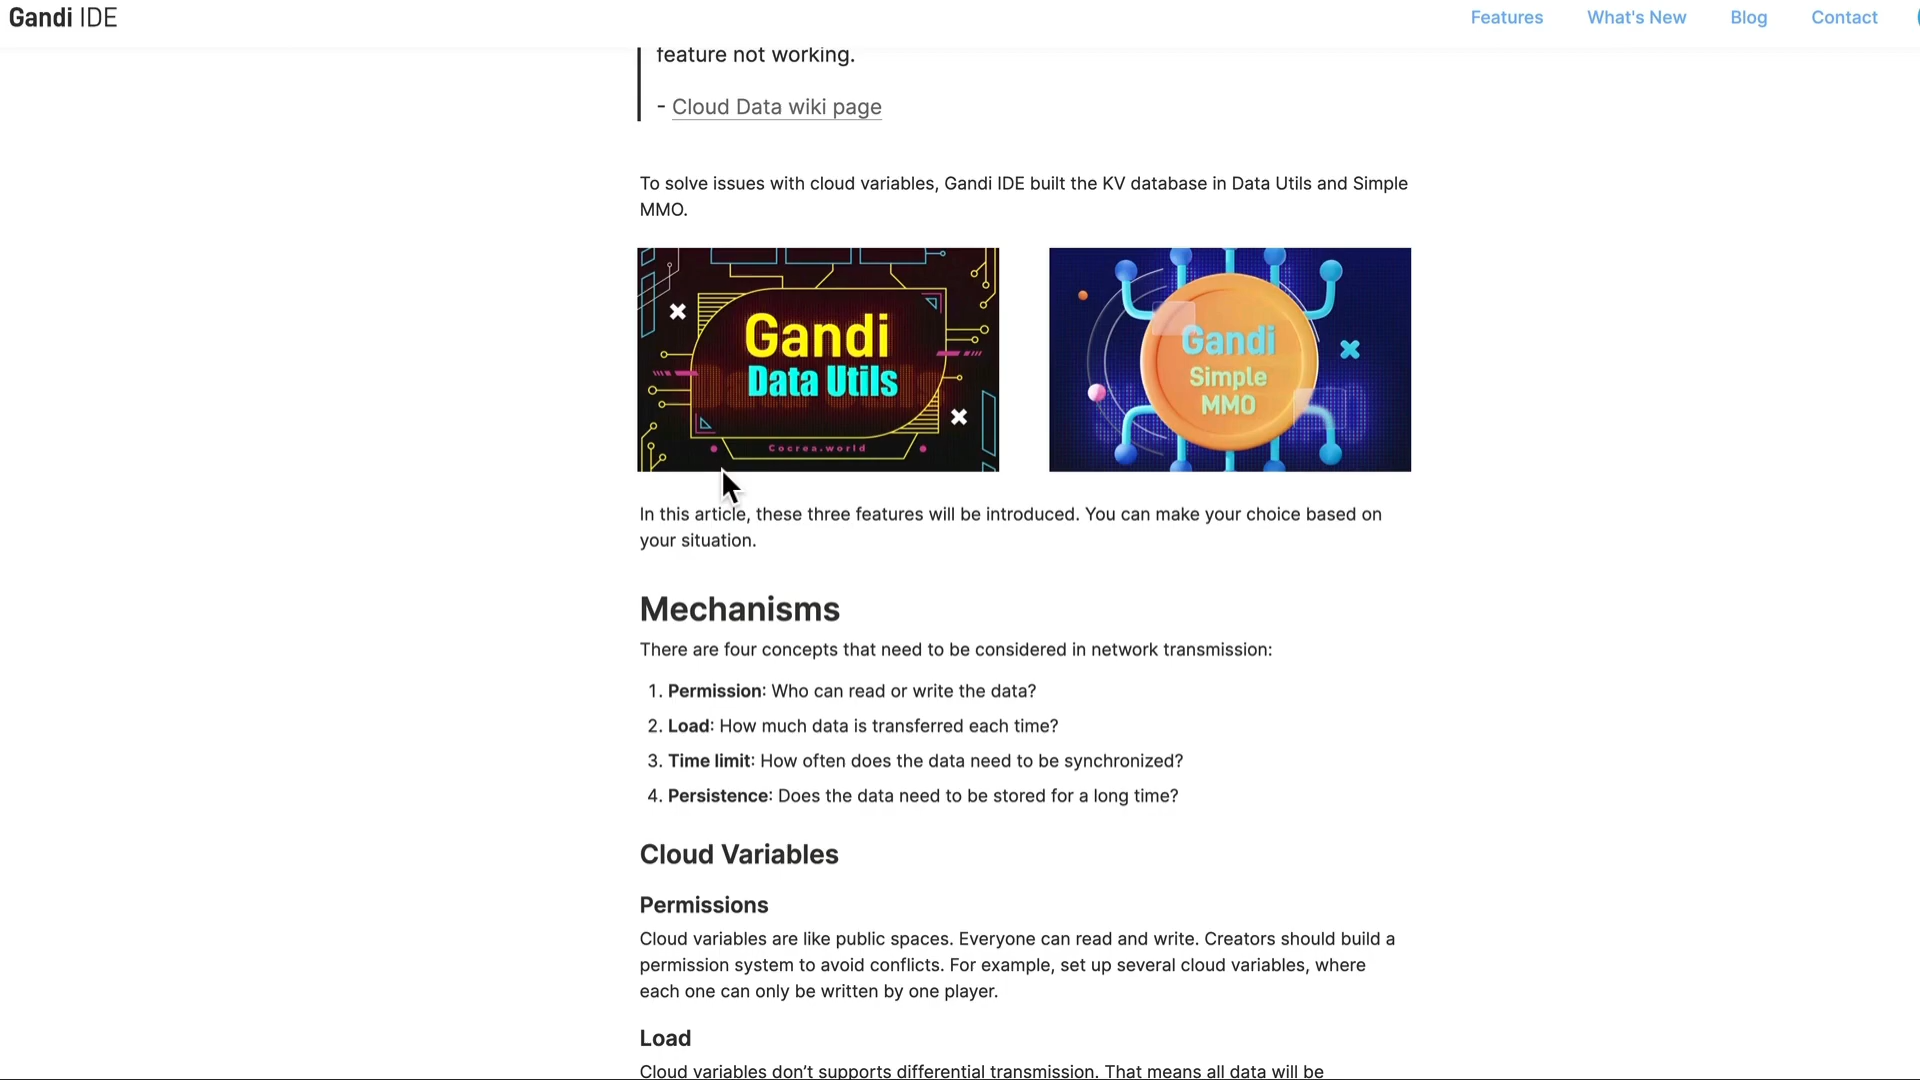 Gandi IDE
Features What's New Blog Contact
feature not working.
- Cloud Data wiki page
To solve issues with cloud variables, Gandi IDE built the KV database in Data Utils and Simple
MMO.
Gandi
Data Utils
Cocrea.world
Gandi
Simple
MMO
In this article, these three features will be introduced. You can make your choice based on
your situation.
Mechanisms
There are four concepts that need to be considered in network transmission:
1. Permission: Who can read or write the data?
2. Load: How much data is transferred each time?
3. Time limit: How often does the data need to be synchronized?
4. Persistence: Does the data need to be stored for a long time?
Cloud Variables
Permissions
Cloud variables are like public spaces. Everyone can read and write. Creators should build a
permission system to avoid conflicts. For example, set up several cloud variables, where
each one can only be written by one player.
Load
Cloud variables don’t supports differential transmission. That means all data will be